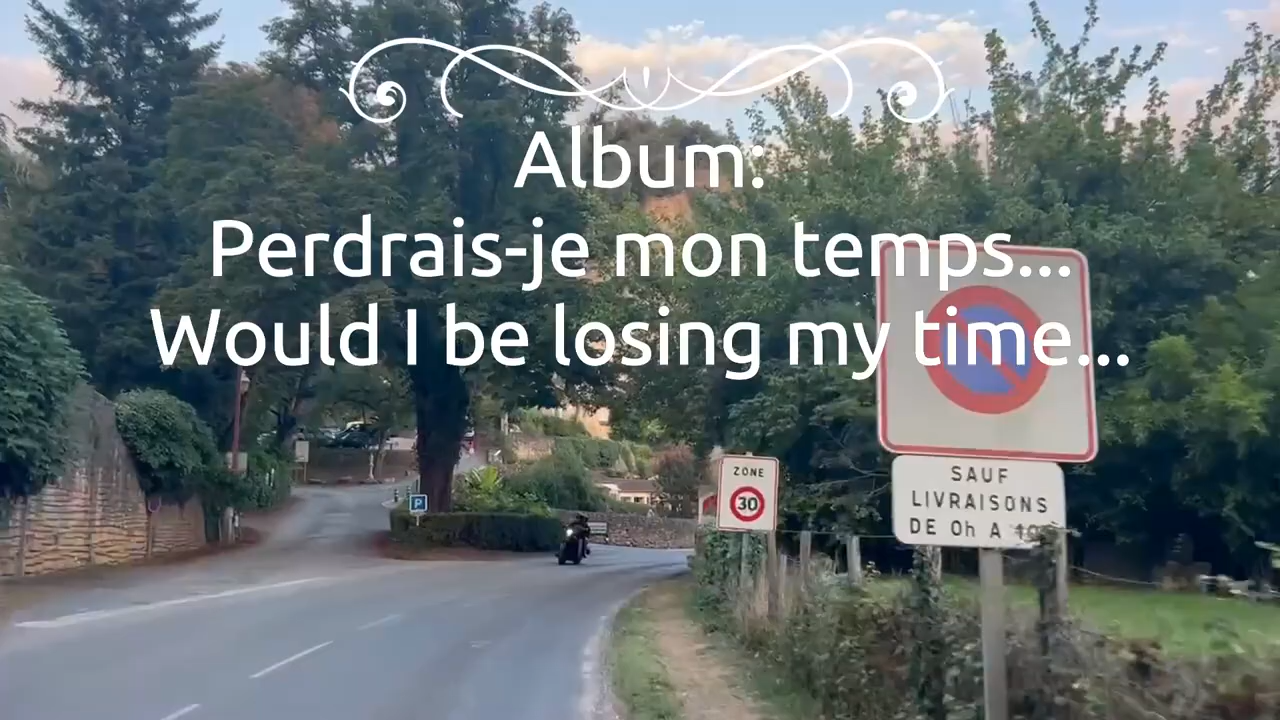 Album:
Perdrais-je mon temps...
Would I be losing my time...
ZONE
30
P
SAUF
LIVRAISONS
DE 0h A